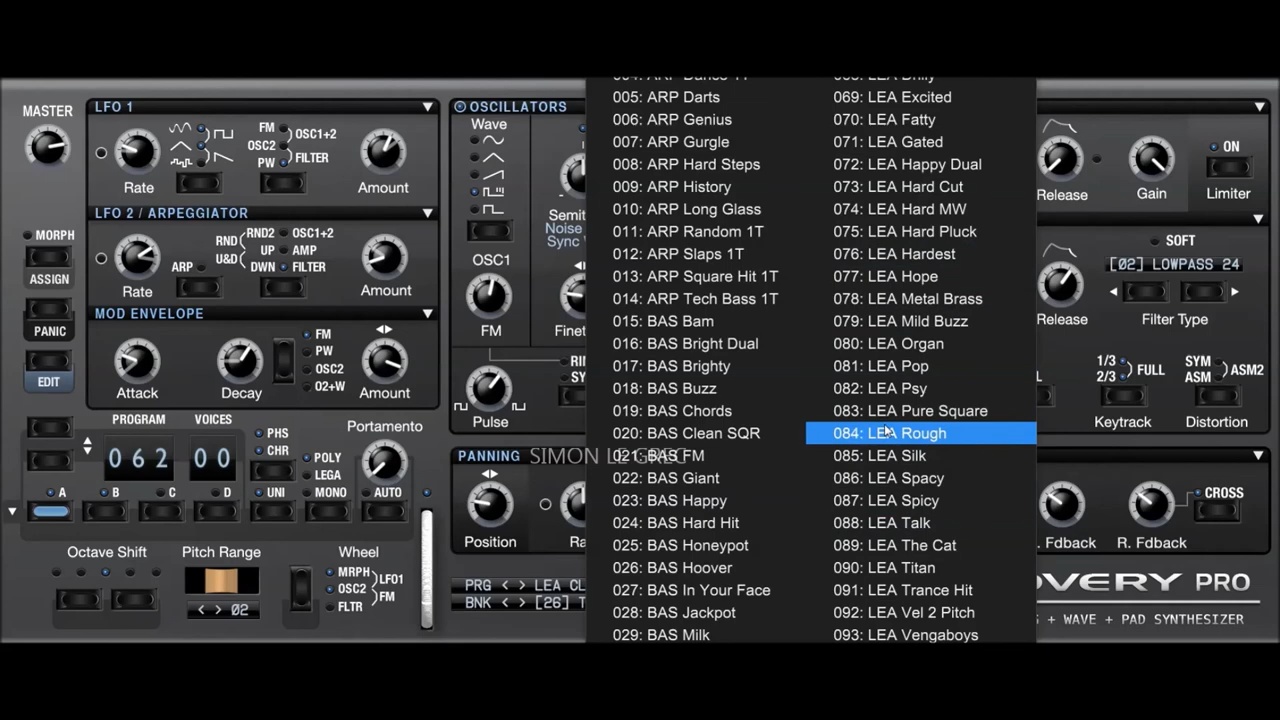 MASTER
MORPH
ASSIGN
PANIC
EDIT
LFO 1
Rate
FM
OSC2
PW
OSC1+2
FILTER
Amount
LFO 2 / ARPEGGIATOR
Rate
RND
U&D
ARP
RND2
UP
DWN
OSC1+2
AMP
FILTER
Amount
MOD ENVELOPE
Attack
Decay
FM
PW
OSC2
O2+W
Amount
PROGRAM
VOICES
062
00
PHS
CHR
POLY
LEGA
UNI
MONO
AUTO
Portamento
A
B
C
D
Octave Shift
Pitch Range
< > 02
Wheel
MRPH
OSC2
FLTR
LFO1
FM
OSCILLATORS
Wave
OSC1
FM
Pulse
Noise
PANNING
Position
SIMON LE GREC
PRG < > LEA CL
BNK < > [26] T
005: ARP Darts
006: ARP Genius
007: ARP Gurgle
008: ARP Hard Steps
009: ARP History
010: ARP Long Glass
011: ARP Random 1T
012: ARP Slaps 1T
013: ARP Square Hit 1T
014: ARP Tech Bass 1T
015: BAS Bam
016: BAS Bright Dual
017: BAS Brighty
018: BAS Buzz
019: BAS Chords
020: BAS Clean SQR
021: BAS FM
022: BAS Giant
023: BAS Happy
024: BAS Hard Hit
025: BAS Honeypot
026: BAS Hoover
027: BAS In Your Face
028: BAS Jackpot
029: BAS Milk
069: LEA Excited
070: LEA Fatty
071: LEA Gated
072: LEA Happy Dual
073: LEA Hard Cut
074: LEA Hard MW
075: LEA Hard Pluck
076: LEA Hardest
077: LEA Hope
078: LEA Metal Brass
079: LEA Mild Buzz
080: LEA Organ
081: LEA Pop
082: LEA Psy
083: LEA Pure Square
084: LEA Rough
085: LEA Silk
086: LEA Spacy
087: LEA Spicy
088: LEA Talk
089: LEA The Cat
090: LEA Titan
091: LEA Trance Hit
092: LEA Vel 2 Pitch
093: LEA Vengaboys
Release
Gain
ON
Limiter
Release
SOFT
[02] LOWPASS 24
Filter Type
1/3
2/3
FULL
Keytrack
SYM
ASM
ASM2
Distortion
. Fdback
R. Fdback
CROSS
OVERY PRO
+ WAVE + PAD SYNTHESIZER